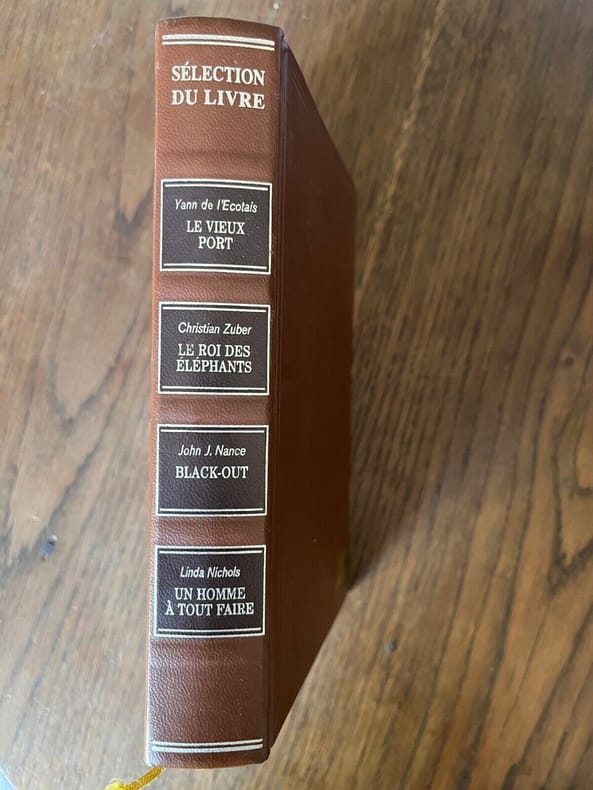 SÉLECTION
DU LIVRE
Yann de l'Ecotais
LE VIEUX
PORT
Christian Zuber
LE ROI DES
ÉLÉPHANTS
John J. Nance
BLACK-OUT
Linda Nichols
UN HOMME
À TOUT FAIRE